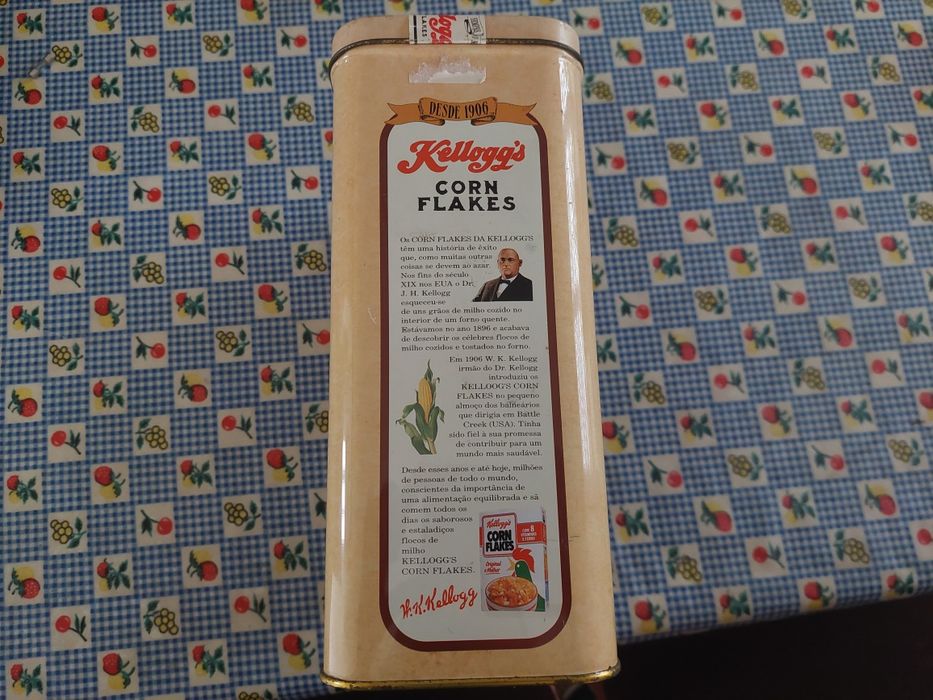 DESDE 1906
Kellogg's
CORN
FLAKES
Os CORN FLAKES DA KELLOGG'S
têm uma história de êxito
que, como muitas outras
coisas se devem ao azar.
Nos fins do século
XIX nos EUA o Dr.
J. H. Kellogg
esqueceu-se
de uns grãos de milho cozido no
interior de um forno quente.
Estávamos no ano 1896 e acabava
de descobrir os célebres flocos de
milho cozidos e tostados no forno.
Em 1906 W. K. Kellogg
irmão do Dr. Kellogg
introduziu os
KELLOGG'S CORN
FLAKES no pequeno
almoço dos balneários
que dirigia em Battle
Creek (USA). Tinha
sido fiel à sua promessa
de contribuir para um
mundo mais saudável.
Desde esses anos e até hoje, milhões
de pessoas de todo o mundo,
conscientes da importância de
uma alimentação equilibrada e sã
comem todos os
dias os saborosos
e estaladiços
flocos de
milho
KELLOGG'S
CORN FLAKES.
Kellogg's
CORN
FLAKES
COM 8
VITAMINAS
E FERRO
Original
e Melhor
W.K.Kellogg